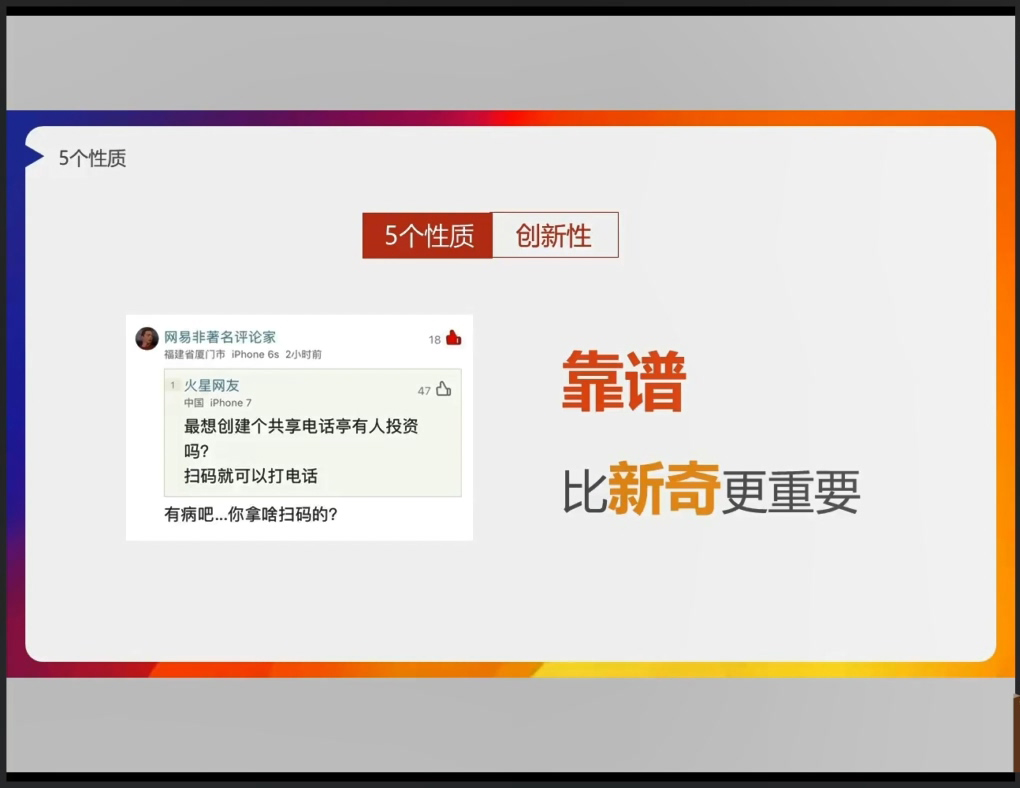 5个性质
5个性质 创新性
网易非著名评论家
18
福建省厦门市 iPhone 6s 2小时前
1 火星网友
47
中国 iPhone 7
最想创建个共享电话亭有人投资
吗?
扫码就可以打电话
有病吧...你拿啥扫码的?
靠谱
比新奇更重要